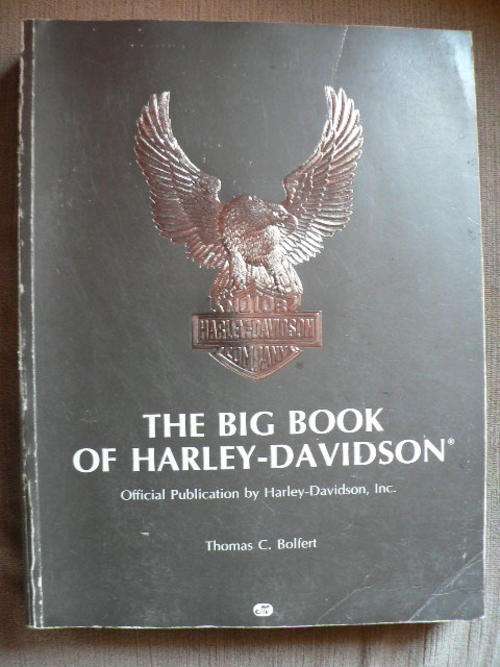 MOTOR
HARLEY-DAVIDSON
COMPANY
THE BIG BOOK
OF HARLEY-DAVIDSON®
Official Publication by Harley-Davidson, Inc.
Thomas C. Bolfert